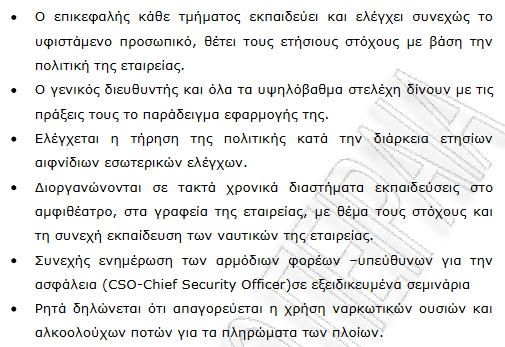 • Ο επικεφαλής κάθε τμήματος εκπαιδεύει και ελέγχει συνεχώς το
υφιστάμενο προσωπικό, θέτει τους ετήσιους στόχους με βάση την
πολιτική της εταιρείας.
• Ο γενικός διευθυντής και όλα τα υψηλόβαθμα στελέχη δίνουν με τις
πράξεις τους το παράδειγμα εφαρμογής της.
• Ελέγχεται η τήρηση της πολιτικής κατά την διάρκεια ετησίων
αιφνίδιων εσωτερικών ελέγχων.
• Διοργανώνονται σε τακτά χρονικά διαστήματα εκπαιδεύσεις στο
αμφιθέατρο, στα γραφεία της εταιρείας, με θέμα τους στόχους και
τη συνεχή εκπαίδευση των ναυτικών της εταιρείας.
• Συνεχής ενημέρωση των αρμόδιων φορέων –υπεύθυνων για την
ασφάλεια (CSO-Chief Security Officer)σε εξειδικευμένα σεμινάρια
• Ρητά δηλώνεται ότι απαγορεύεται η χρήση ναρκωτικών ουσιών και
αλκοολούχων ποτών για τα πληρώματα των πλοίων.